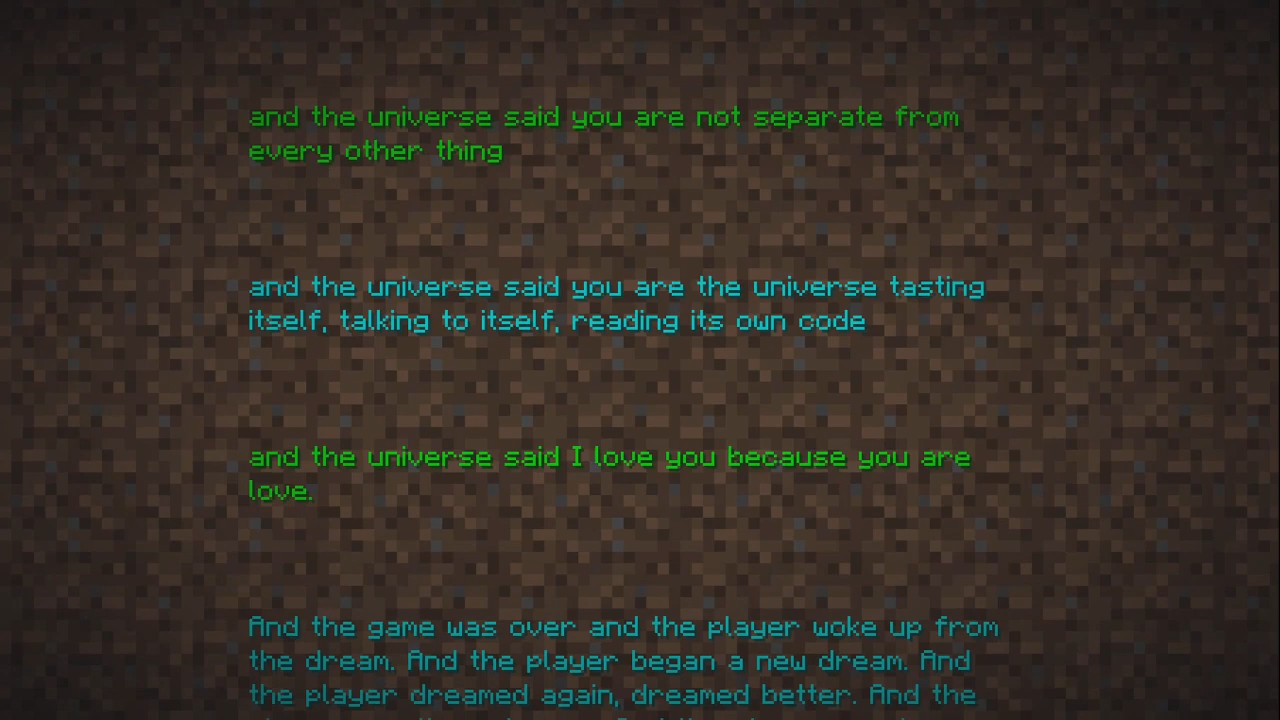 and the universe said you are not separate from
every other thing
and the universe said you are the universe tasting
itself, talking to itself, reading its own code
and the universe said I love you because you are
love.
And the game was over and the player woke up from
the dream. And the player began a new dream. And
the player dreamed again, dreamed better. And the